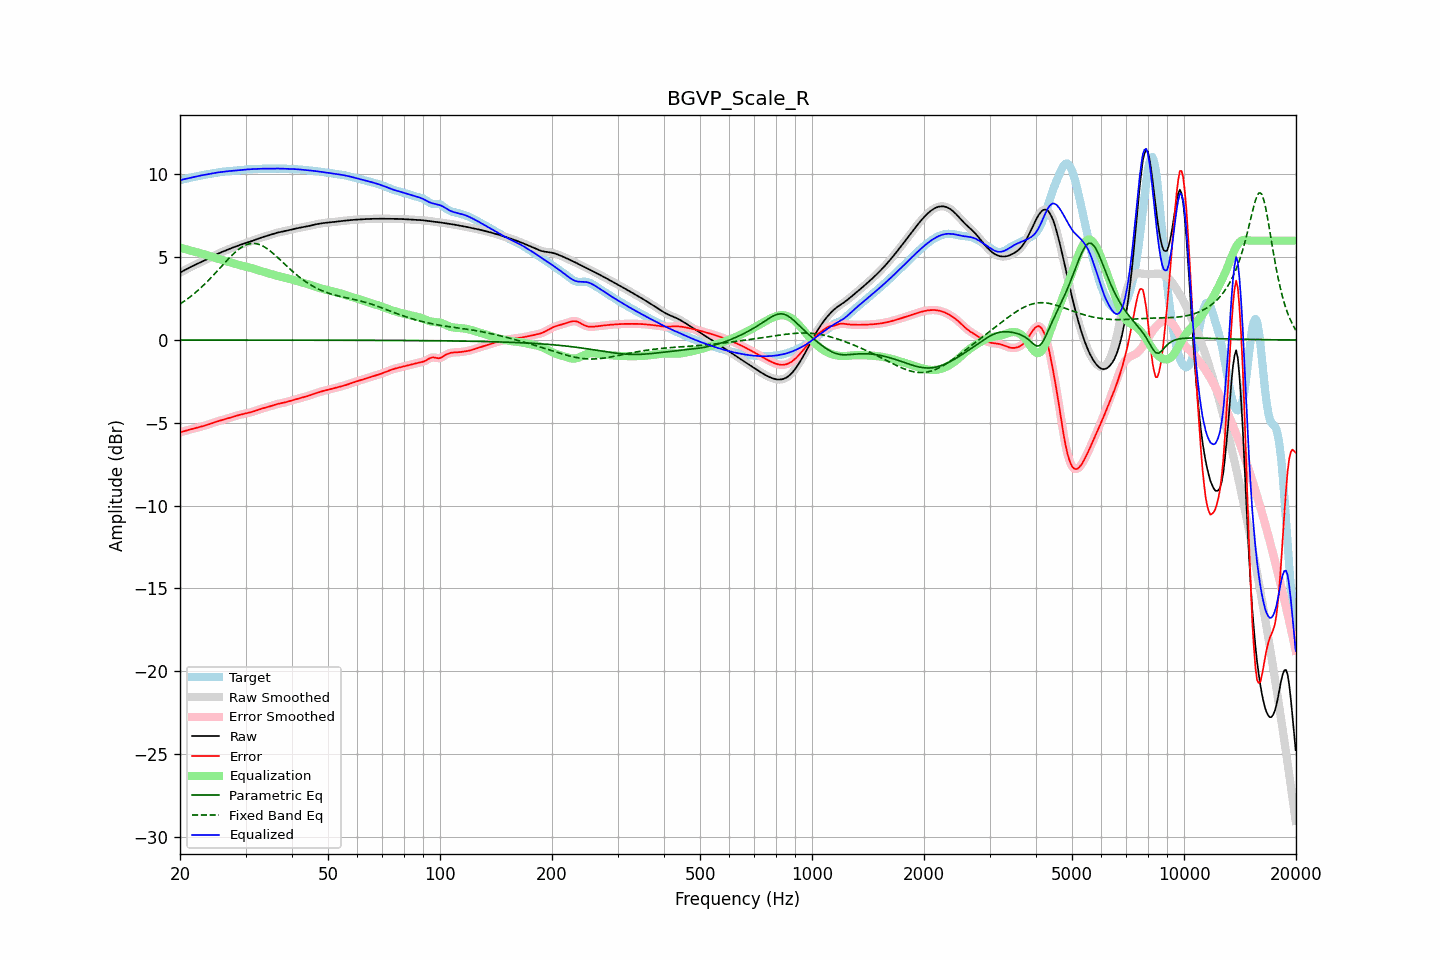 BGVP_Scale_R
Amplitude (dBr)
10
5
0
−5
−10
−15
−20
−25
−30
Target
Raw Smoothed
Error Smoothed
Raw
Error
Equalization
Parametric Eq
Fixed Band Eq
Equalized
20 50 100 200 500 1000 2000 5000 10000 20000
Frequency (Hz)